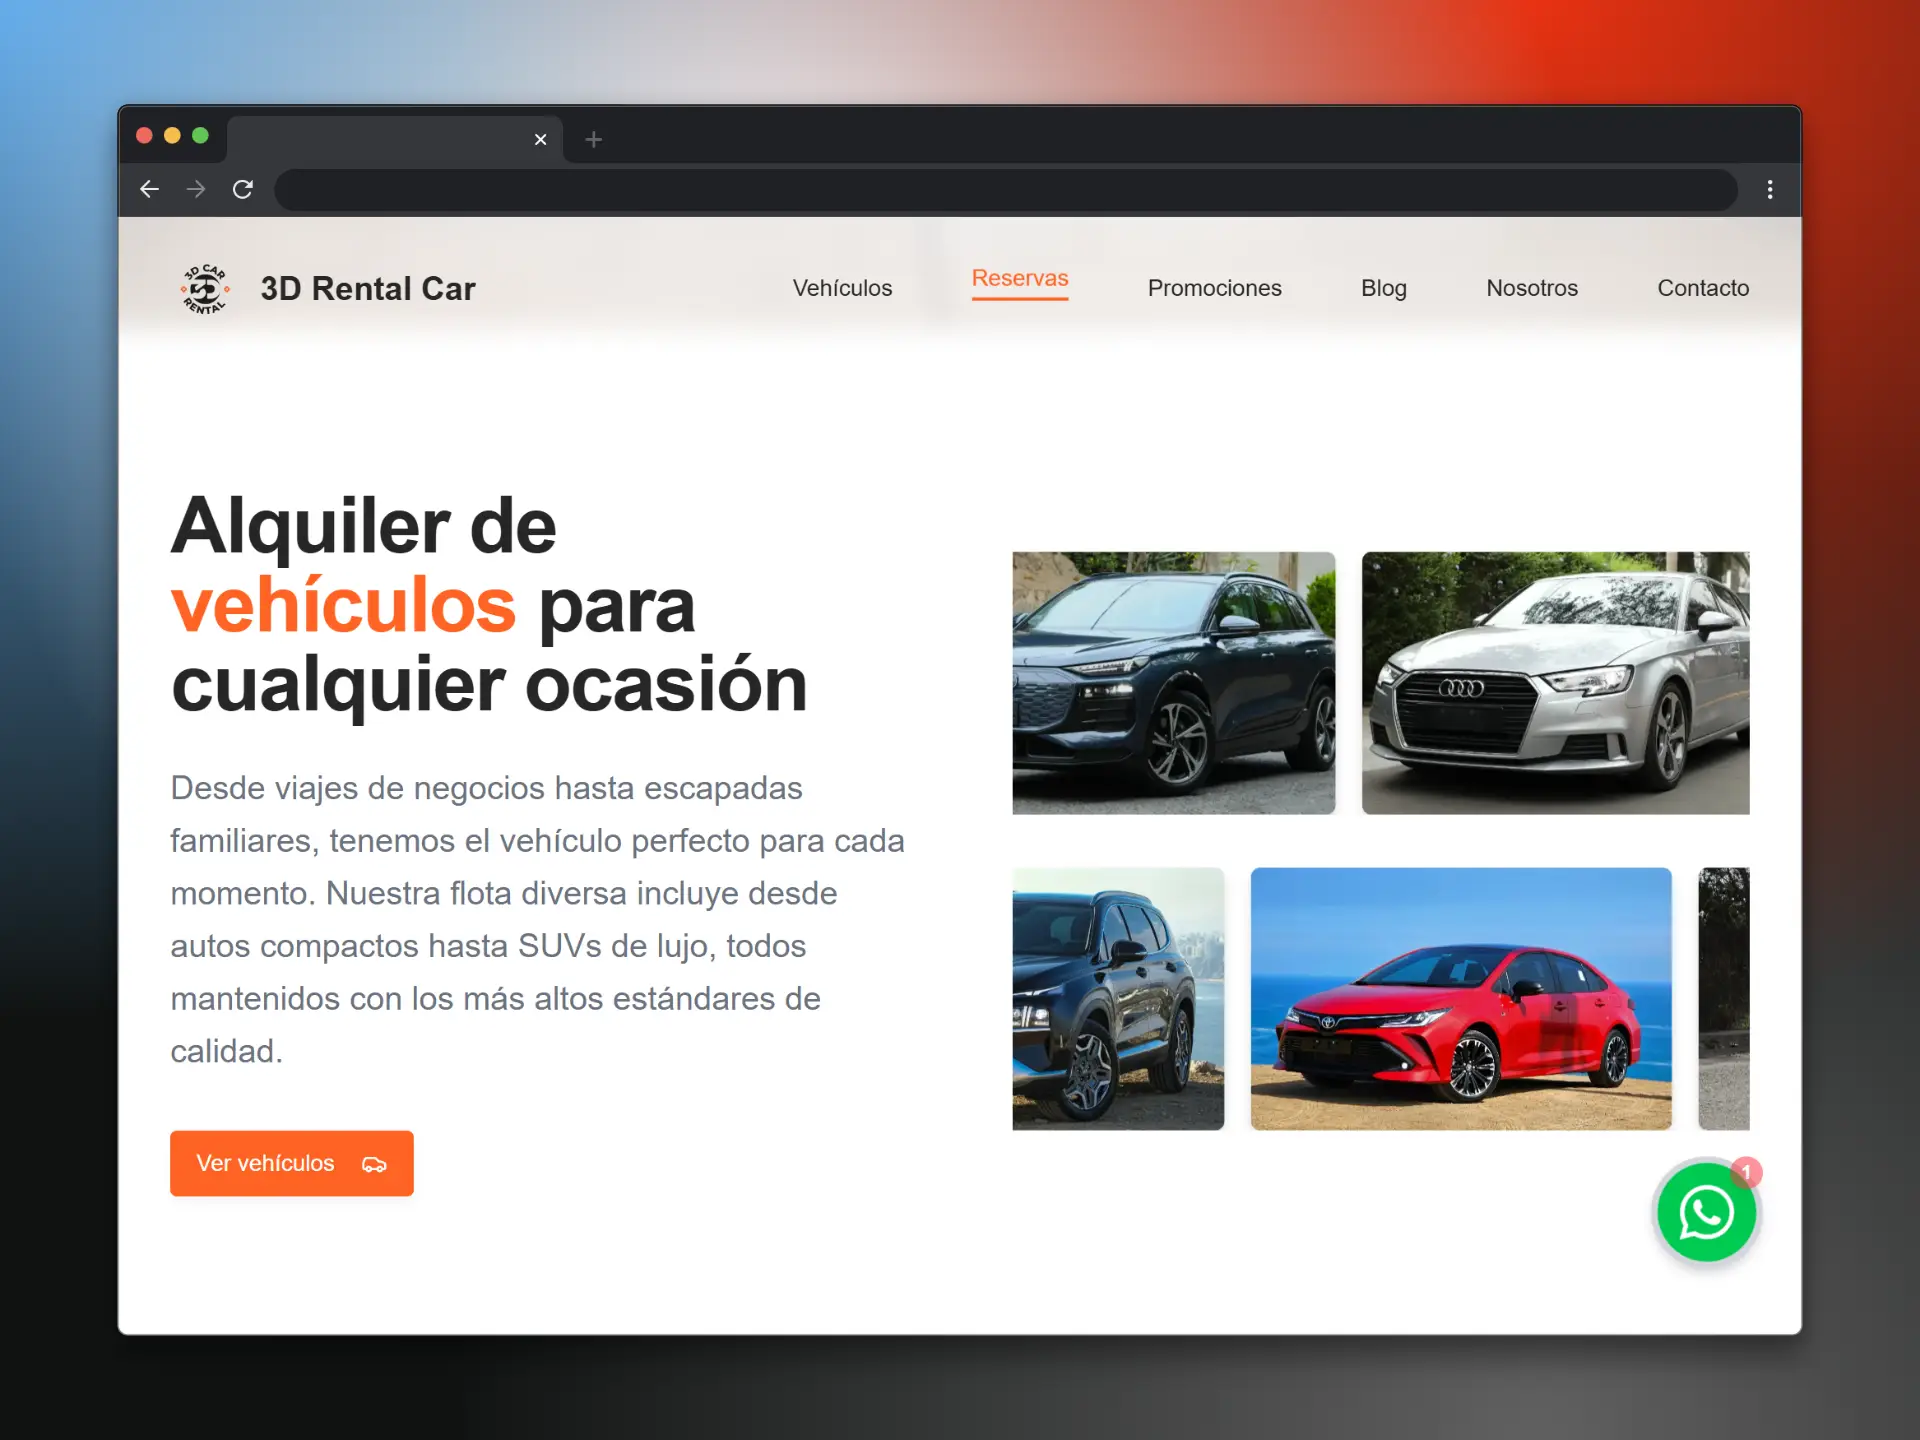 3D CAR
RENTAL
3D Rental Car
Vehículos
Reservas
Promociones
Blog
Nosotros
Contacto
Alquiler de
vehículos para
cualquier ocasión
Desde viajes de negocios hasta escapadas
familiares, tenemos el vehículo perfecto para cada
momento. Nuestra flota diversa incluye desde
autos compactos hasta SUVs de lujo, todos
mantenidos con los más altos estándares de
calidad.
Ver vehículos
1